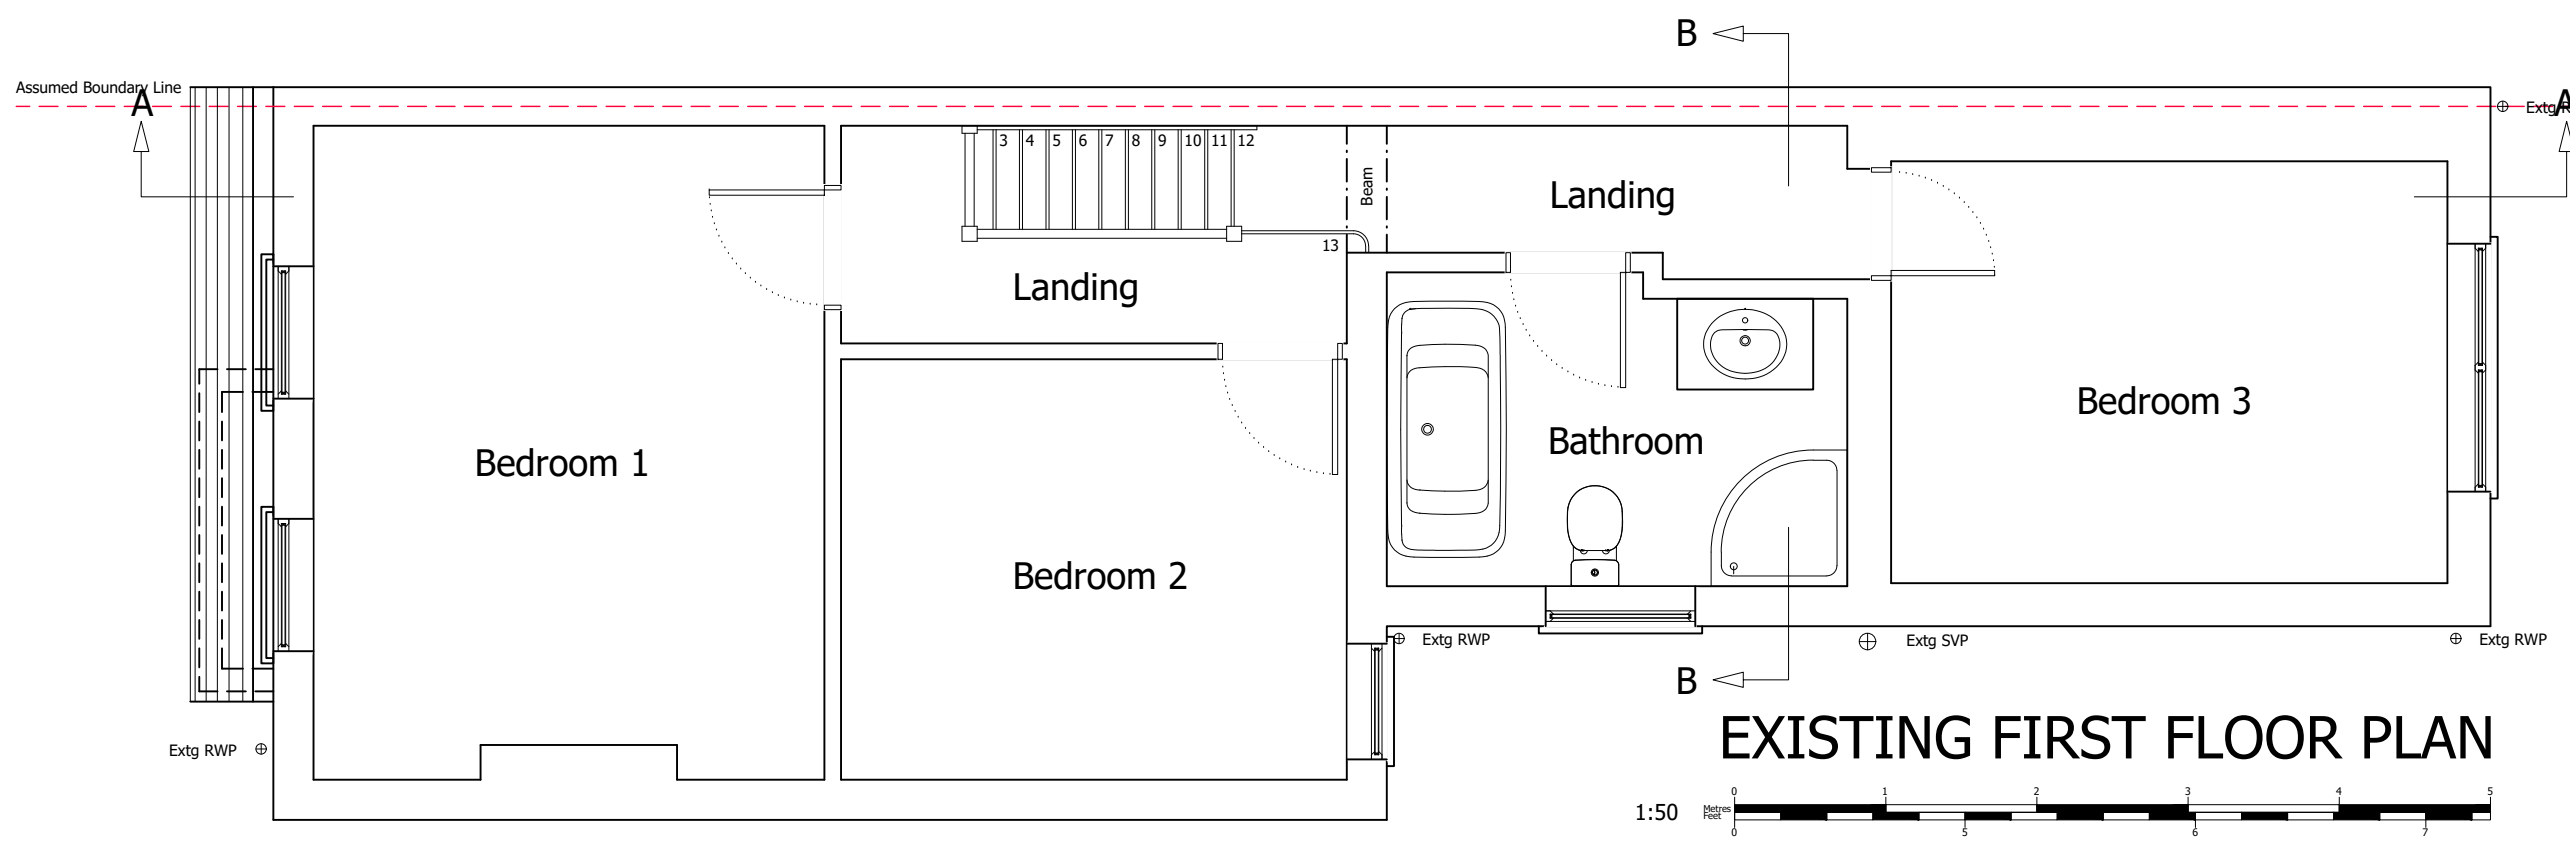 B
Assumed Boundary Line
A
Extg R
A
3 4 5 6 7 8 9 10 11 12
Beam
Landing
13
Landing
Bedroom 3
Bathroom
Bedroom 1
Bedroom 2
Extg RWP
Extg SVP
Extg RWP
B
EXISTING FIRST FLOOR PLAN
Extg RWP
0 1 2 3 4 5
1:50
Metres
Feet
0 5 6 7